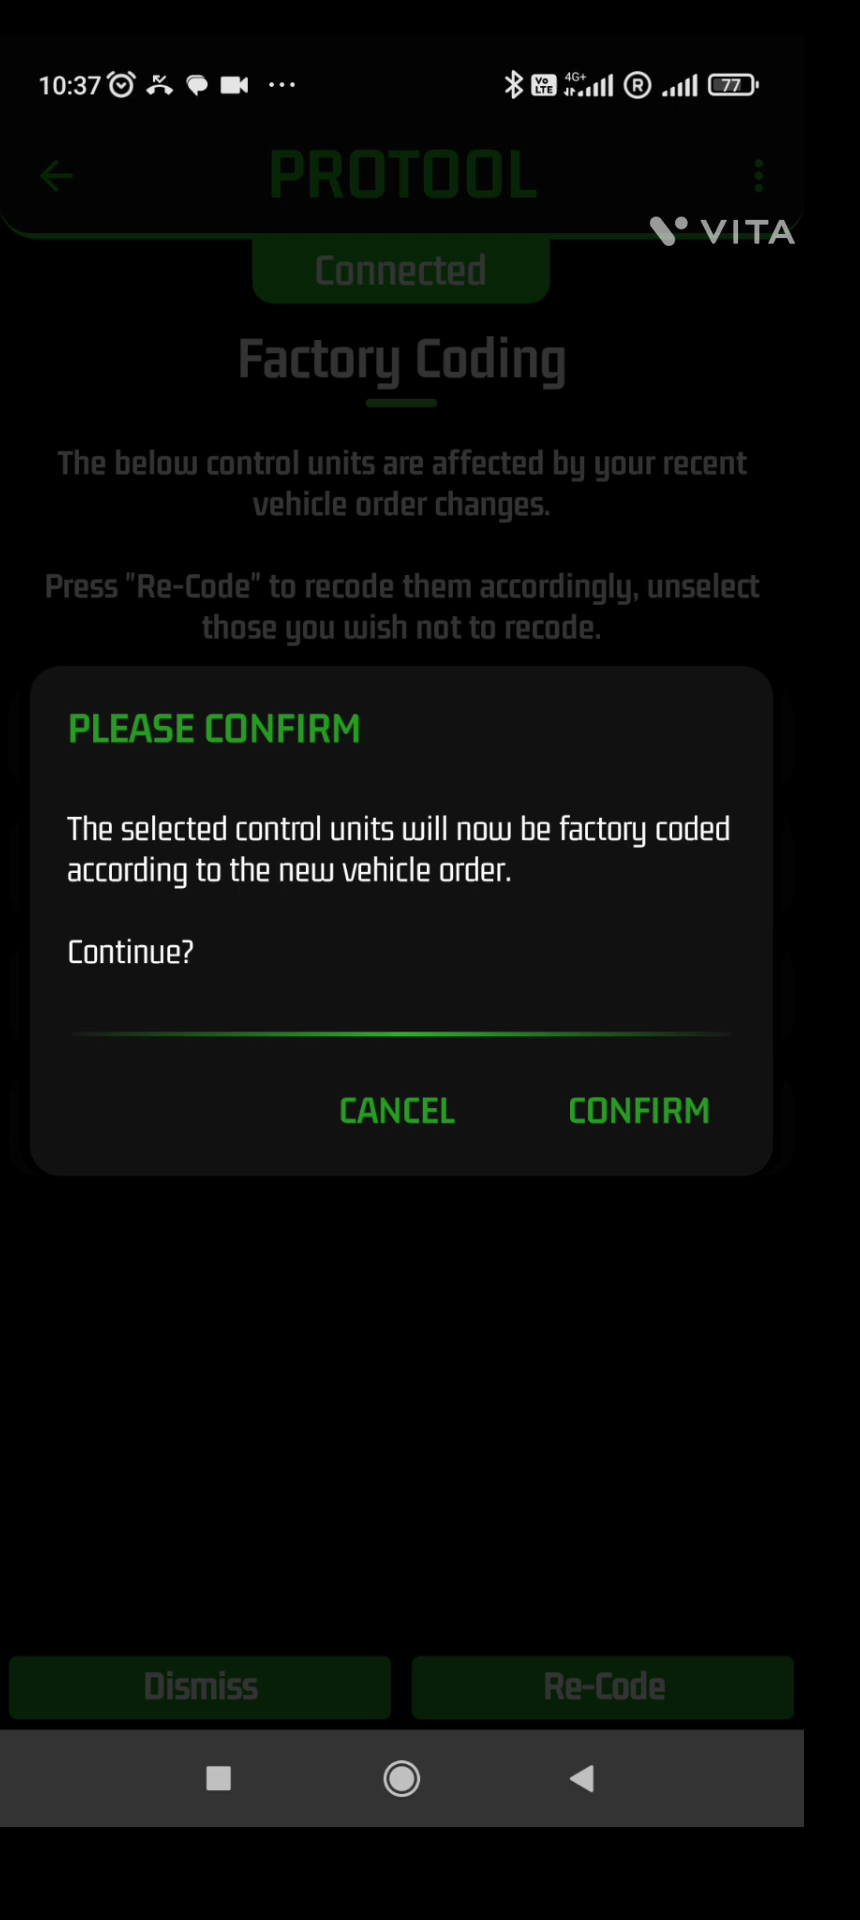 10:37
Vo LTE 4G+ R 77
PROTOOL
VITA
Connected
Factory Coding
The below control units are affected by your recent
vehicle order changes.
Press "Re-Code" to recode them accordingly, unselect
those you wish not to recode.
PLEASE CONFIRM
The selected control units will now be factory coded
according to the new vehicle order.
Continue?
CANCEL CONFIRM
Dismiss Re-Code